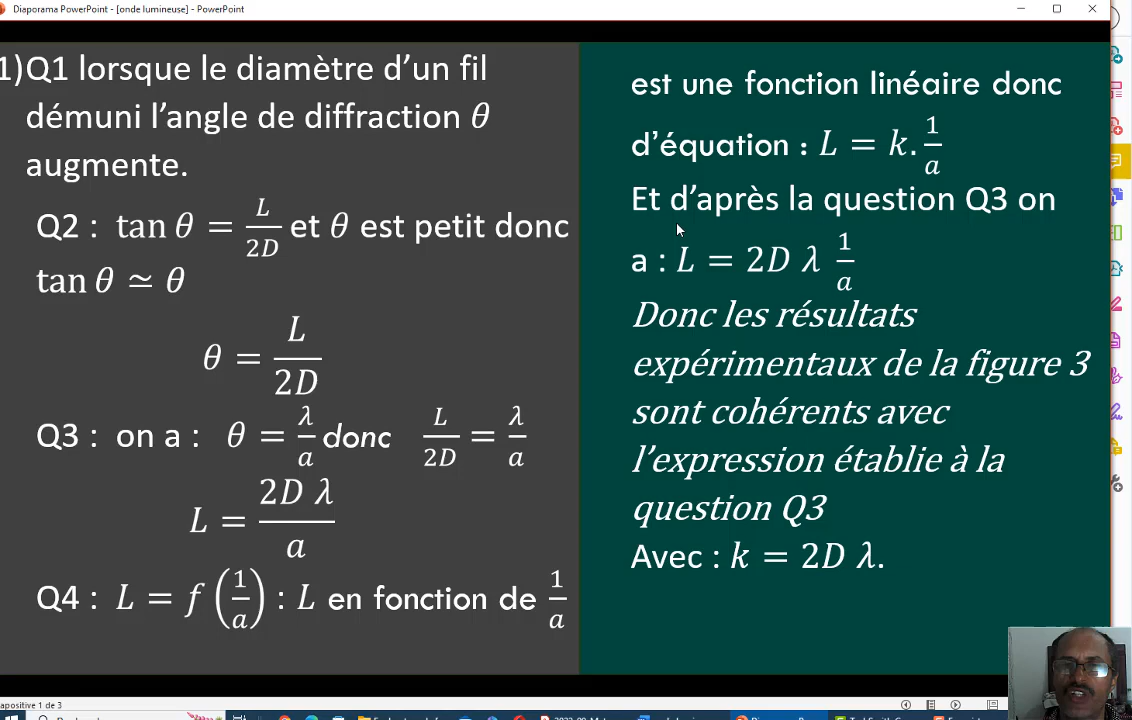 Diaporama PowerPoint - [onde lumineuse] - PowerPoint
1)Q1 lorsque le diamètre d'un fil
démuni l'angle de diffraction θ
augmente.
Q2 : tan θ = L/2D et θ est petit donc
tan θ ≃ θ
θ = L/2D
Q3 : on a : θ = λ/a donc L/2D = λ/a
L = 2D λ/a
Q4 : L = f(1/a) : L en fonction de 1/a
est une fonction linéaire donc
d'équation : L = k. 1/a
Et d'après la question Q3 on
a : L = 2D λ 1/a
Donc les résultats
expérimentaux de la figure 3
sont cohérents avec
l'expression établie à la
question Q3
Avec : k = 2D λ.
apositive 1 de 3